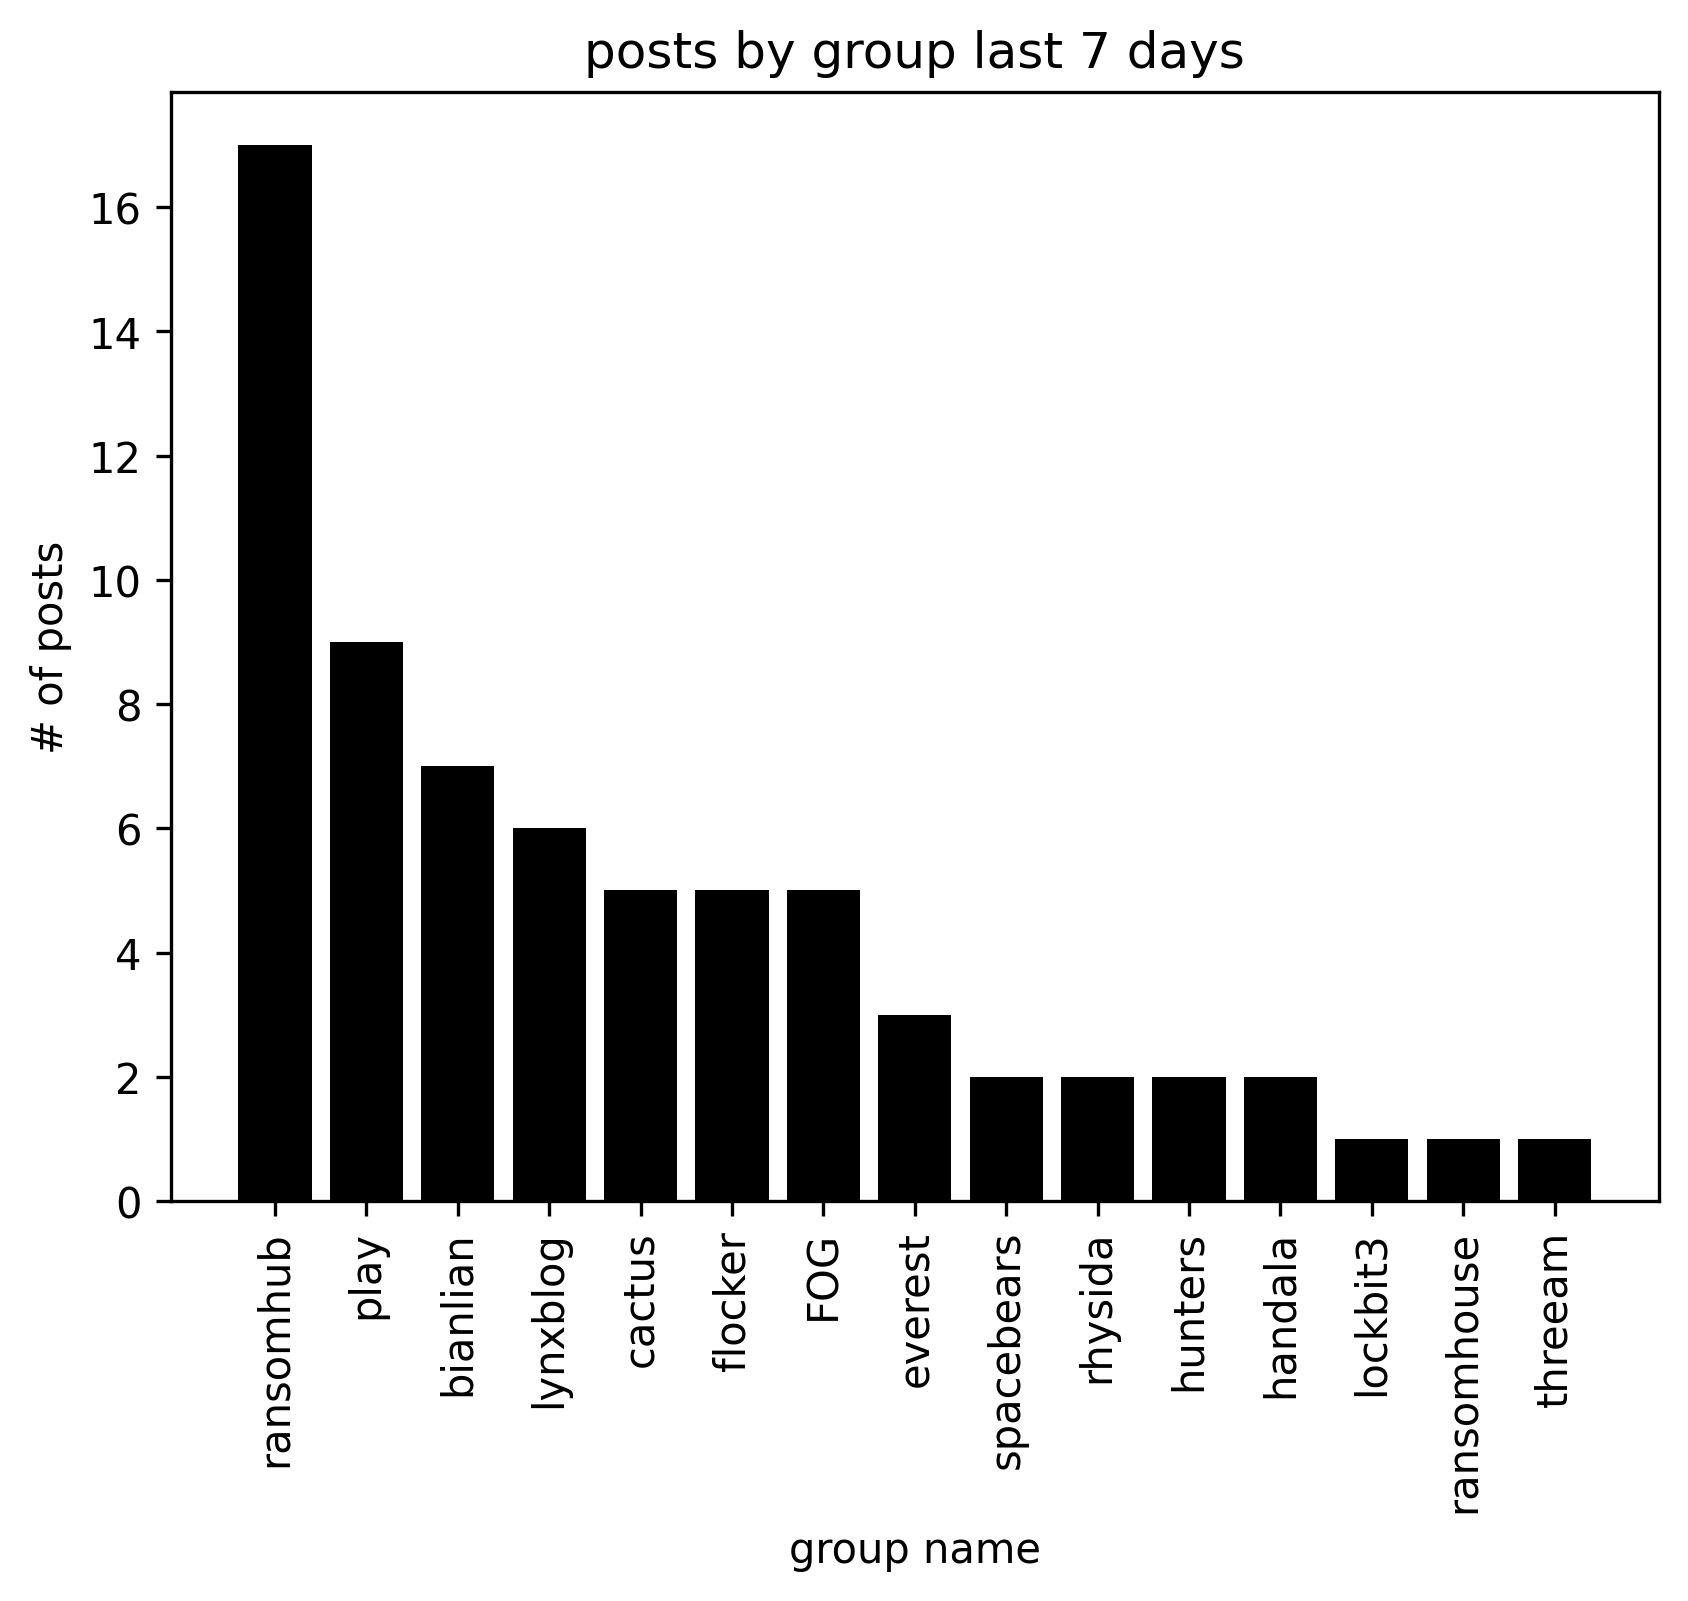 posts by group last 7 days
# of posts
16
14
12
10
8
6
4
2
0
ransomhub
play
bianlian
lynxblog
cactus
flocker
FOG
everest
spacebears
rhysida
hunters
handala
lockbit3
ransomhouse
threeam
group name